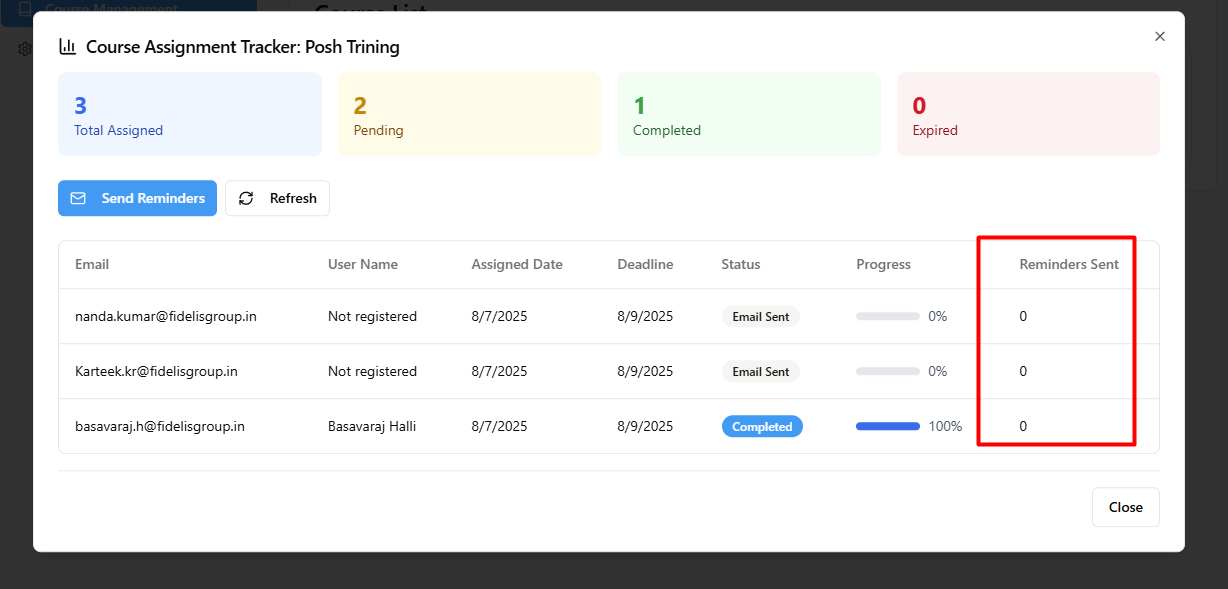 Course Management
Course List
Course Assignment Tracker: Posh Trining
3
Total Assigned
2
Pending
1
Completed
0
Expired
Send Reminders
Refresh
Email User Name Assigned Date Deadline Status Progress Reminders Sent
nanda.kumar@fidelisgroup.in Not registered 8/7/2025 8/9/2025 Email Sent 0% 0
Karteek.kr@fidelisgroup.in Not registered 8/7/2025 8/9/2025 Email Sent 0% 0
basavaraj.h@fidelisgroup.in Basavaraj Halli 8/7/2025 8/9/2025 Completed 100% 0
Close